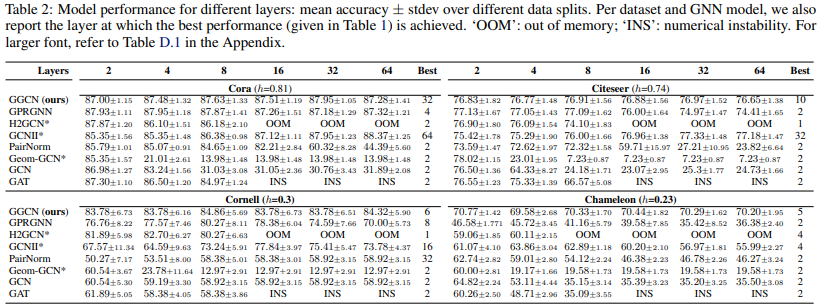 Table 2: Model performance for different layers: mean accuracy ± stdev over different data splits. Per dataset and GNN model, we also
report the layer at which the best performance (given in Table 1) is achieved. ‘OOM’: out of memory; ‘INS’: numerical instability. For
larger font, refer to Table D.1 in the Appendix.
Layers 2 4 8 16 32 64 Best 2 4 8 16 32 64 Best
Cora (h=0.81) Citeseer (h=0.74)
GGCN (ours) 87.00±1.15 87.48±1.32 87.63±1.33 87.51±1.19 87.95±1.05 87.28±1.41 32 76.83±1.82 76.77±1.48 76.91±1.56 76.88±1.56 76.97±1.52 76.65±1.38 10
GPRGNN 87.93±1.11 87.95±1.18 87.87±1.41 87.26±1.51 87.18±1.29 87.32±1.21 4 77.13±1.67 77.05±1.43 77.09±1.62 76.00±1.64 74.97±1.47 74.41±1.65 2
H2GCN* 87.87±1.20 86.10±1.51 86.18±2.10 OOM OOM OOM 2 76.90±1.80 76.09±1.54 74.10±1.83 OOM OOM OOM 1
GCNII* 85.35±1.56 85.35±1.48 86.38±0.98 87.12±1.11 87.95±1.23 88.37±1.25 64 75.42±1.78 75.29±1.90 76.00±1.66 76.96±1.38 77.33±1.48 77.18±1.47 32
PairNorm 85.79±1.01 85.07±0.91 84.65±1.09 82.21±2.84 60.32±8.28 44.39±5.60 2 73.59±1.47 72.62±1.97 72.32±1.58 59.71±15.97 27.21±10.95 23.82±6.64 2
Geom-GCN* 85.35±1.57 21.01±2.61 13.98±1.48 13.98±1.48 13.98±1.48 13.98±1.48 2 78.02±1.15 23.01±1.95 7.23±0.87 7.23±0.87 7.23±0.87 7.23±0.87 2
GCN 86.98±1.27 83.24±1.56 31.03±3.08 31.05±2.36 30.76±3.43 31.89±2.08 2 76.50±1.36 64.33±8.27 24.18±1.71 23.07±2.95 25.3±1.77 24.73±1.66 2
GAT 87.30±1.10 86.50±1.20 84.97±1.24 INS INS INS 2 76.55±1.23 75.33±1.39 66.57±5.08 INS INS INS 2
Cornell (h=0.3) Chameleon (h=0.23)
GGCN (ours) 83.78±6.73 83.78±6.16 84.86±5.69 83.78±6.73 83.78±6.51 84.32±5.90 6 70.77±1.42 69.58±2.68 70.33±1.70 70.44±1.82 70.29±1.62 70.20±1.95 5
GPRGNN 76.76±8.22 77.57±7.46 80.27±8.11 78.38±6.04 74.59±7.66 70.00±5.73 8 46.58±1.771 45.72±3.45 41.16±5.79 39.58±7.85 35.42±8.52 36.38±2.40 2
H2GCN* 81.89±5.98 82.70±6.27 80.27±6.63 OOM OOM OOM 1 59.06±1.85 60.11±2.15 OOM OOM OOM OOM 4
GCNII* 67.57±11.34 64.59±9.63 73.24±5.91 77.84±3.97 75.41±5.47 73.78±4.37 16 61.07±4.10 63.86±3.04 62.89±1.18 60.20±2.10 56.97±1.81 55.99±2.27 4
PairNorm 50.27±7.17 53.51±8.00 58.38±5.01 58.38±3.01 58.92±3.15 58.92±3.15 32 62.74±2.82 59.01±2.80 54.12±2.24 46.38±2.23 46.78±2.26 46.27±3.24 2
Geom-GCN* 60.54±3.67 23.78±11.64 12.97±2.91 12.97±2.91 12.97±2.91 12.97±2.91 2 60.00±2.81 19.17±1.66 19.58±1.73 19.58±1.73 19.58±1.73 19.58±1.73 2
GCN 60.54±5.30 59.19±3.30 58.92±3.15 58.92±3.15 58.92±3.15 58.92±3.15 2 64.82±2.24 53.11±4.44 35.15±3.14 35.39±3.23 35.20±3.25 35.50±3.08 2
GAT 61.89±5.05 58.38±4.05 58.38±3.86 INS INS INS 2 60.26±2.50 48.71±2.96 35.09±3.55 INS INS INS 2